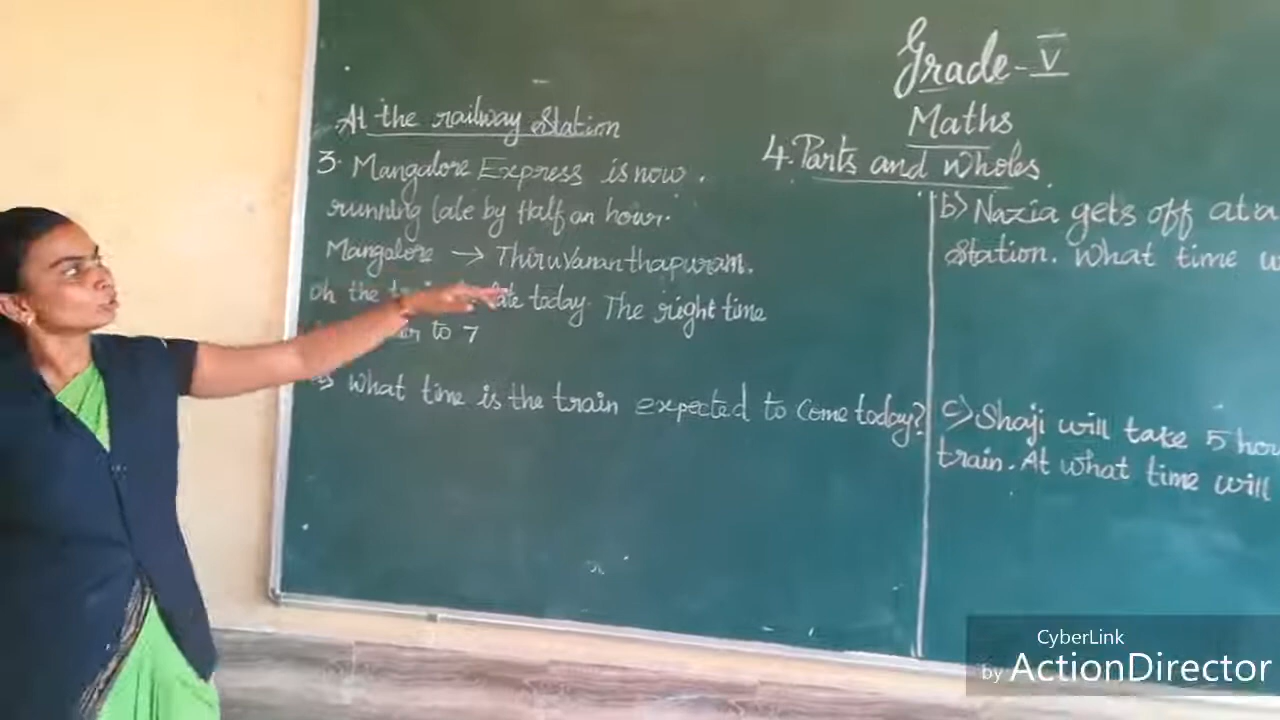 Grade-V
Maths
4. Parts and Wholes
At the railway Station
3. Mangalore Express is now.
running late by Half an hour.
Mangalore → Thiruvananthapuram.
Oh the late today. The right time
to 7
What time is the train expected to Come today?
b) Nazia gets off at a
Station. What time
c) Shaji will take 5
train. At what time will
CyberLink
by ActionDirector